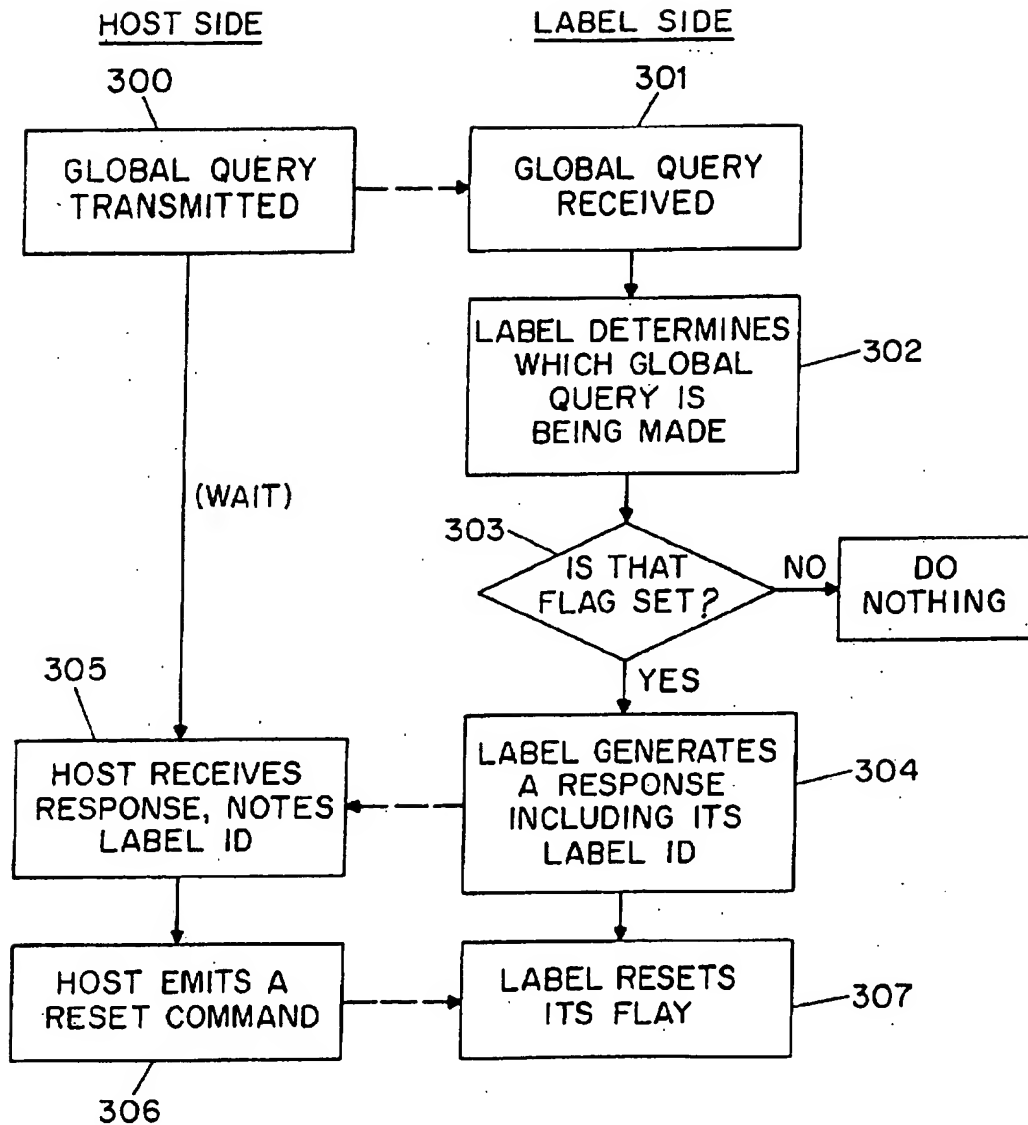 HOST SIDE
LABEL SIDE
300
301
GLOBAL QUERY
TRANSMITTED
GLOBAL QUERY
RECEIVED
LABEL DETERMINES
WHICH GLOBAL
QUERY IS
BEING MADE
302
(WAIT)
303
IS THAT
FLAG SET?
NO
DO
NOTHING
YES
305
HOST RECEIVES
RESPONSE, NOTES
LABEL ID
LABEL GENERATES
A RESPONSE
INCLUDING ITS
LABEL ID
304
HOST EMITS A
RESET COMMAND
LABEL RESETS
ITS FLAY
307
306